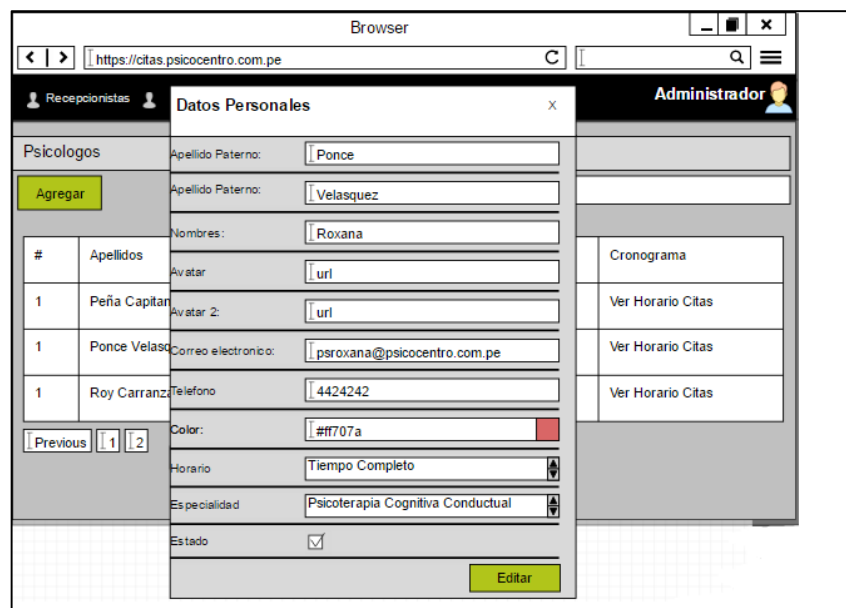 Browser
https://citas.psicocentro.com.pe
Recepcionistas
Administrador
Datos Personales X
Psicologos
Apellido Paterno: Ponce
Agregar
Apellido Paterno: Velasquez
Nombres: Roxana
# Apellidos Cronograma
Avatar url
1 Peña Capitan Ver Horario Citas
Avatar 2: url
1 Ponce Velasq Ver Horario Citas
Correo electronico: psroxana@psicocentro.com.pe
1 Roy Carranza Ver Horario Citas
Telefono 4424242
Color: #ff707a
Previous 1 2
Horario Tiempo Completo
Especialidad Psicoterapia Cognitiva Conductual
Estado
Editar